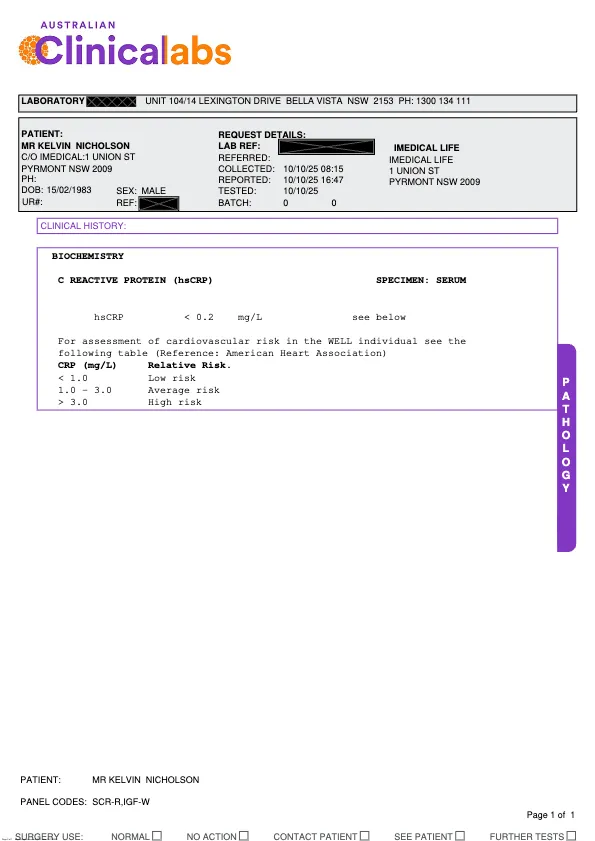 AUSTRALIAN
Clinicalabs
LABORATORY UNIT 104/14 LEXINGTON DRIVE BELLA VISTA NSW 2153 PH: 1300 134 111
PATIENT:
MR KELVIN NICHOLSON
C/O IMEDICAL:1 UNION ST
PYRMONT NSW 2009
PH:
DOB: 15/02/1983 SEX: MALE
UR#: REF:
REQUEST DETAILS:
LAB REF:
REFERRED:
COLLECTED: 10/10/25 08:15
REPORTED: 10/10/25 16:47
TESTED: 10/10/25
BATCH: 0 0
IMEDICAL LIFE
IMEDICAL LIFE
1 UNION ST
PYRMONT NSW 2009
CLINICAL HISTORY:
BIOCHEMISTRY
C REACTIVE PROTEIN (hsCRP) SPECIMEN: SERUM
hsCRP < 0.2 mg/L see below
For assessment of cardiovascular risk in the WELL individual see the
following table (Reference: American Heart Association)
CRP (mg/L) Relative Risk.
< 1.0 Low risk
1.0 - 3.0 Average risk
> 3.0 High risk
PATHOLOGY
PATIENT: MR KELVIN NICHOLSON
PANEL CODES: SCR-R,IGF-W
Page 1 of 1
SURGERY USE: NORMAL NO ACTION CONTACT PATIENT SEE PATIENT FURTHER TESTS